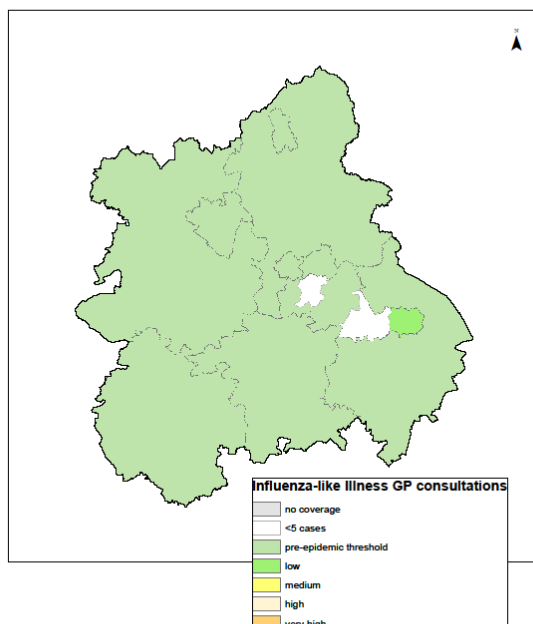 N
Influenza-like Illness GP consultations
no coverage
<5 cases
pre-epidemic threshold
low
medium
high
very high